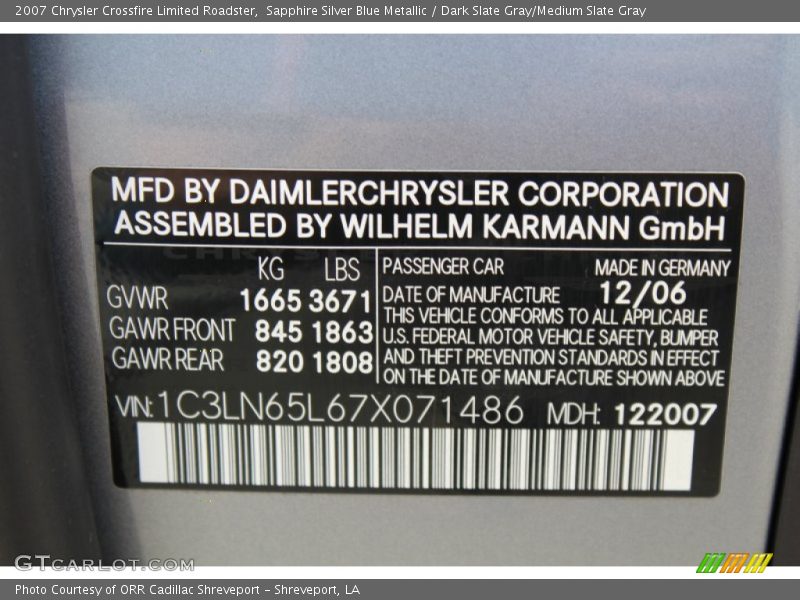 2007 Chrysler Crossfire Limited Roadster, Sapphire Silver Blue Metallic / Dark Slate Gray/Medium Slate Gray
MFD BY DAIMLERCHRYSLER CORPORATION
ASSEMBLED BY WILHELM KARMANN GmbH
KG LBS
GVWR 1665 3671
GAWR FRONT 845 1863
GAWR REAR 820 1808
PASSENGER CAR MADE IN GERMANY
DATE OF MANUFACTURE 12/06
THIS VEHICLE CONFORMS TO ALL APPLICABLE
U.S. FEDERAL MOTOR VEHICLE SAFETY, BUMPER
AND THEFT PREVENTION STANDARDS IN EFFECT
ON THE DATE OF MANUFACTURE SHOWN ABOVE
VIN: 1C3LN65L67X071486 MDH: 122007
GTCARLOT.COM
Photo Courtesy of ORR Cadillac Shreveport - Shreveport, LA